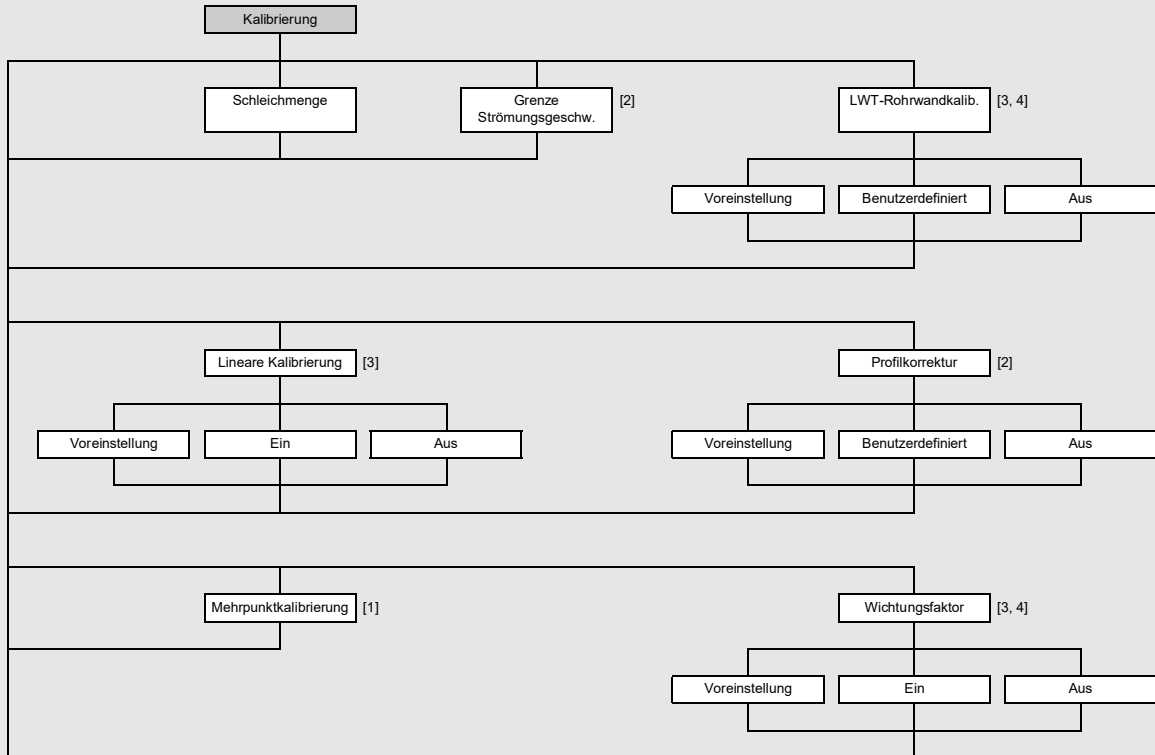 Kalibrierung
Schleichmenge
Grenze
Strömungsgeschw.
[2]
LWT-Rohrwandkalib.
[3, 4]
Voreinstellung
Benutzerdefiniert
Aus
Lineare Kalibrierung
[3]
Profilkorrektur
[2]
Voreinstellung
Ein
Aus
Voreinstellung
Benutzerdefiniert
Aus
Mehrpunktkalibrierung
[1]
Wichtungsfaktor
[3, 4]
Voreinstellung
Ein
Aus